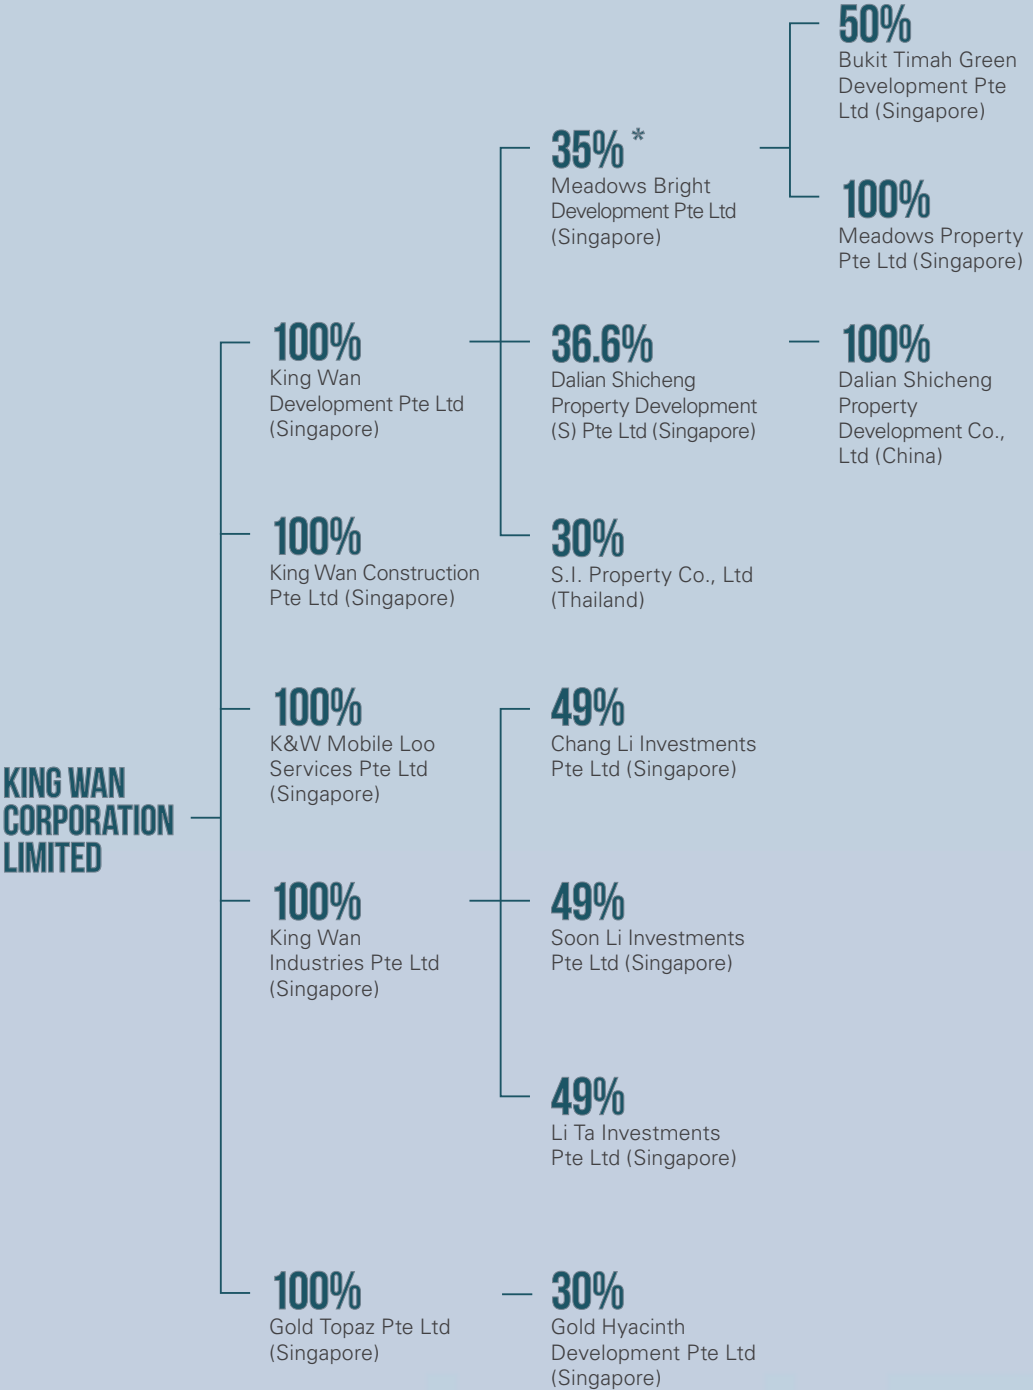 KING WAN
CORPORATION
LIMITED
100%
King Wan
Development Pte Ltd
(Singapore)
35% *
Meadows Bright
Development Pte Ltd
(Singapore)
50%
Bukit Timah Green
Development Pte
Ltd (Singapore)
100%
Meadows Property
Pte Ltd (Singapore)
36.6%
Dalian Shicheng
Property Development
(S) Pte Ltd (Singapore)
100%
Dalian Shicheng
Property
Development Co.,
Ltd (China)
30%
S.I. Property Co., Ltd
(Thailand)
100%
King Wan Construction
Pte Ltd (Singapore)
100%
K&W Mobile Loo
Services Pte Ltd
(Singapore)
100%
King Wan
Industries Pte Ltd
(Singapore)
49%
Chang Li Investments
Pte Ltd (Singapore)
49%
Soon Li Investments
Pte Ltd (Singapore)
49%
Li Ta Investments
Pte Ltd (Singapore)
100%
Gold Topaz Pte Ltd
(Singapore)
30%
Gold Hyacinth
Development Pte Ltd
(Singapore)